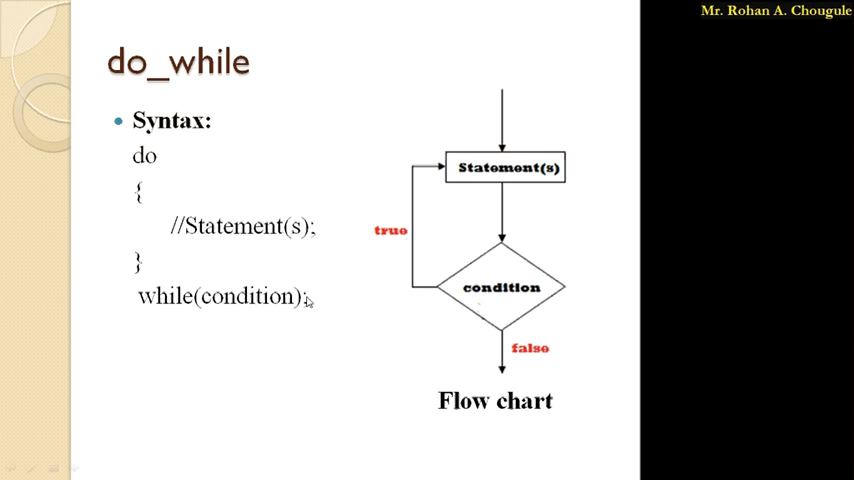 Mr. Rohan A. Chougule
do_while
Syntax:
do
{
//Statement(s);
}
while(condition);
Statement(s)
true
condition
false
Flow chart